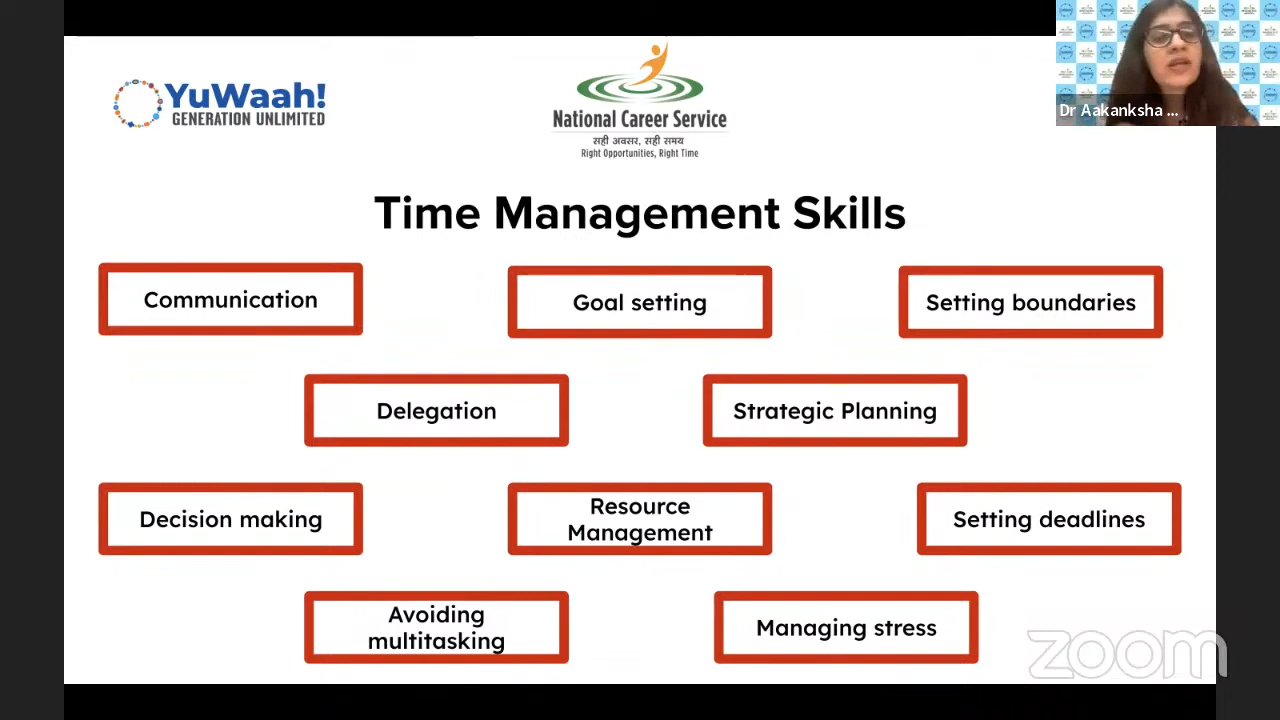 YuWaah!
GENERATION UNLIMITED
National Career Service
सही अवसर, सही समय
Right Opportunities, Right Time
Dr Aakanksha ...
Time Management Skills
Communication
Goal setting
Setting boundaries
Delegation
Strategic Planning
Decision making
Resource
Management
Setting deadlines
Avoiding
multitasking
Managing stress
zoom